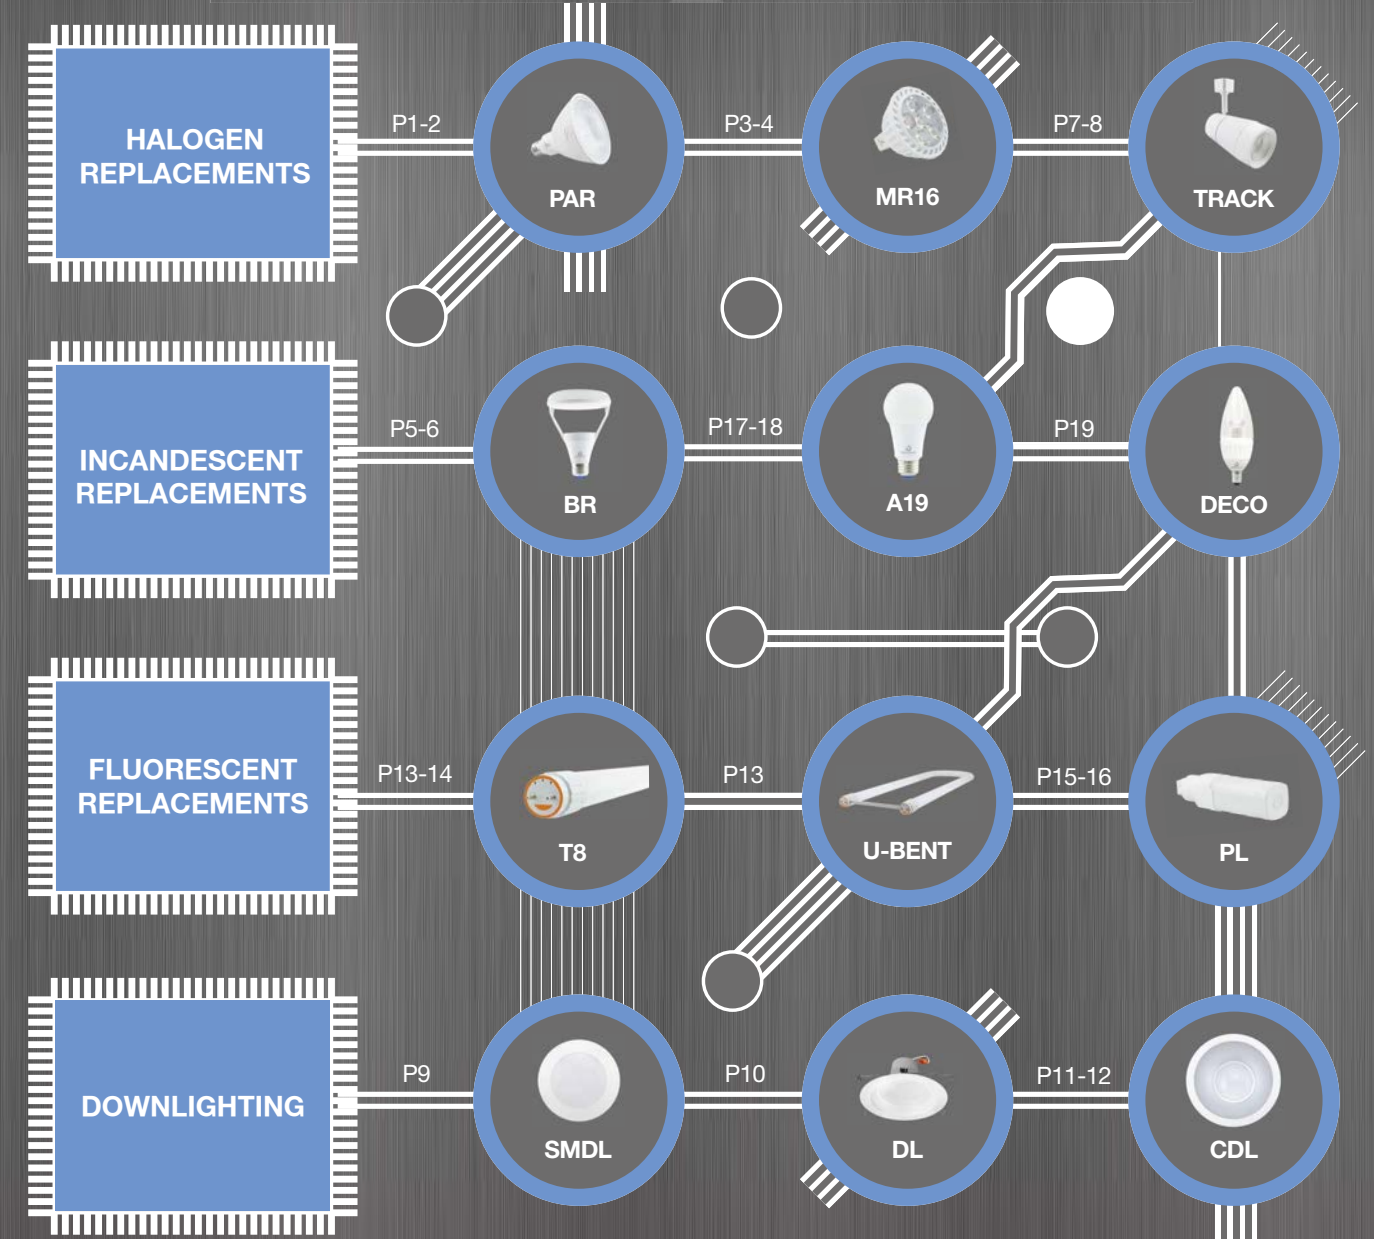 HALOGEN
REPLACEMENTS
P1-2
PAR
P3-4
MR16
P7-8
TRACK
INCANDESCENT
REPLACEMENTS
P5-6
BR
P17-18
A19
P19
DECO
FLUORESCENT
REPLACEMENTS
P13-14
T8
P13
U-BENT
P15-16
PL
DOWNLIGHTING
P9
SMDL
P10
DL
P11-12
CDL